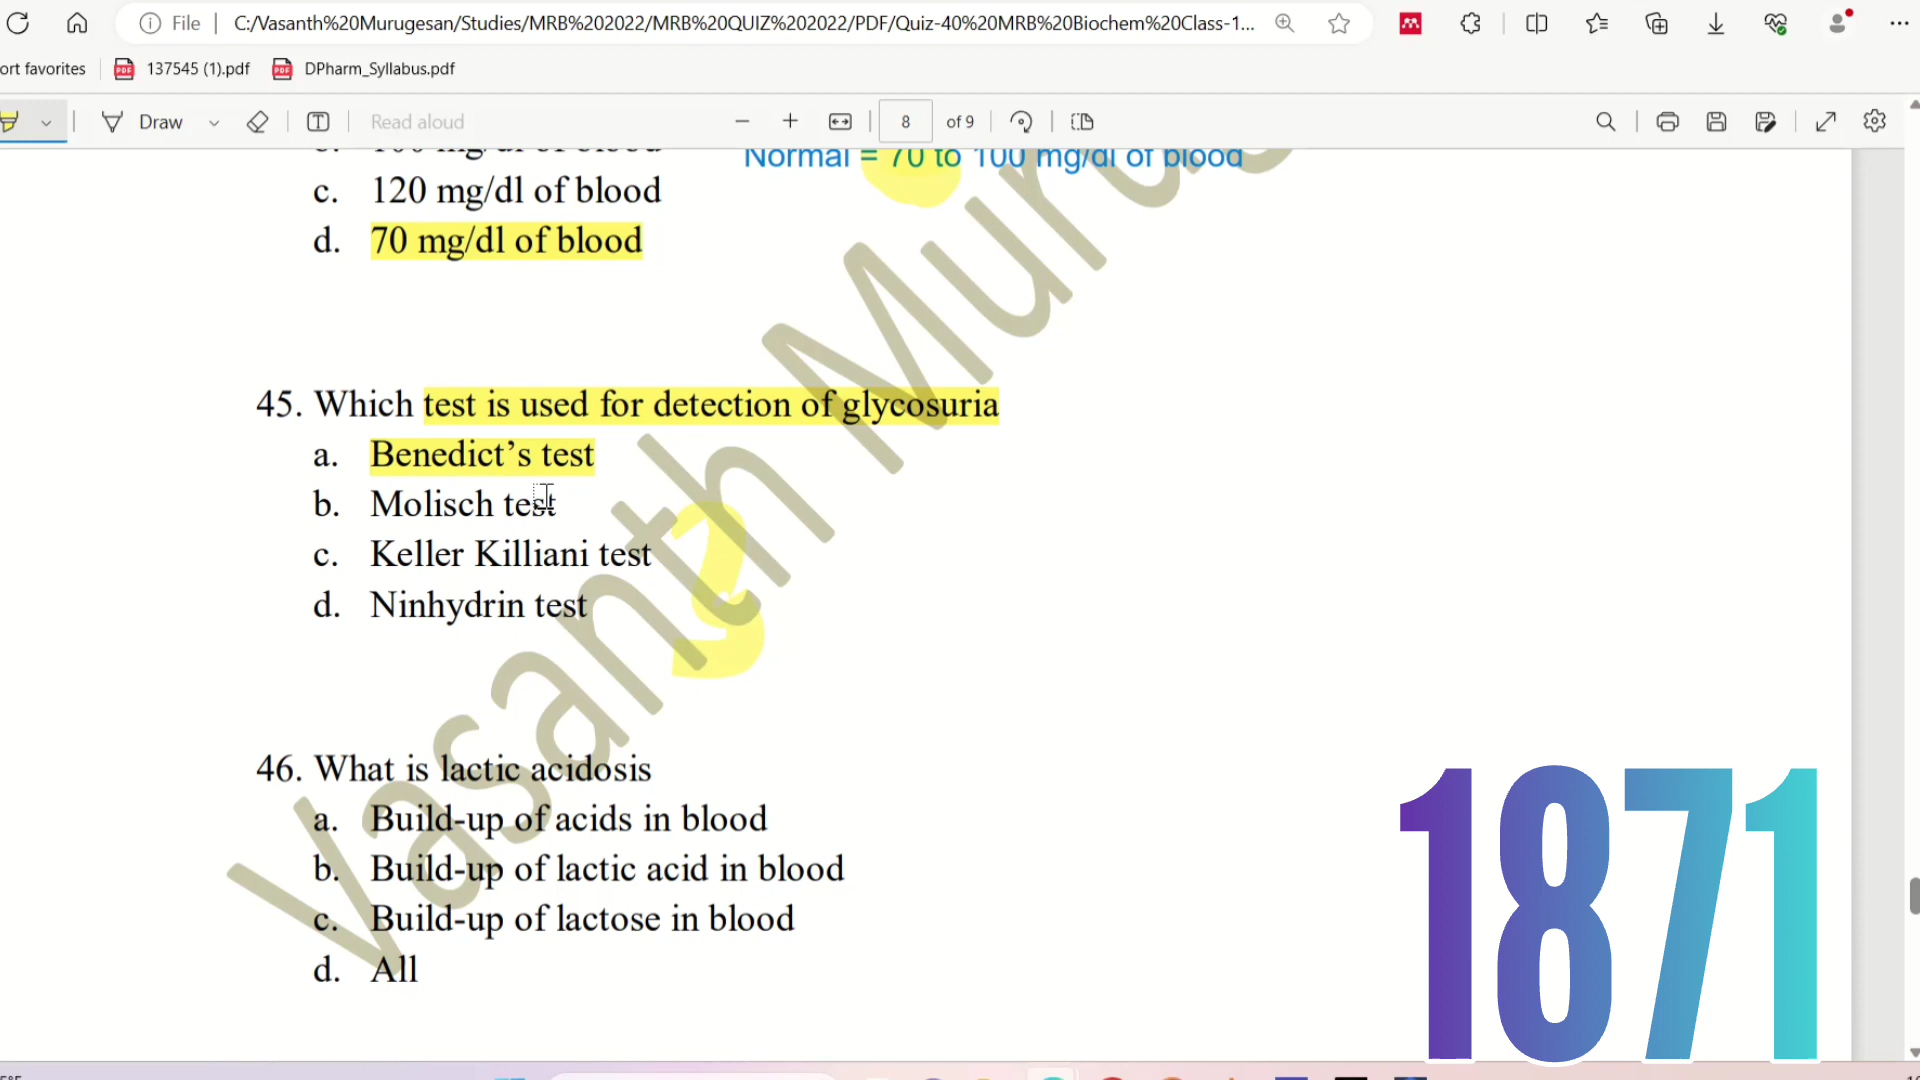 File
C:/Vasanth%20Murugesan/Studies/MRB%202022/MRB%20QUIZ%202022/PDF/Quiz-40%20MRB%20Biochem%20Class-1...
ort favorites
137545 (1).pdf
DPharm_Syllabus.pdf
Draw
Read aloud
8 of 9
Normal = 70 to 100 mg/dl of blood
c. 120 mg/dl of blood
d. 70 mg/dl of blood
45. Which test is used for detection of glycosuria
a. Benedict’s test
b. Molisch test
c. Keller Killiani test
d. Ninhydrin test
46. What is lactic acidosis
a. Build-up of acids in blood
b. Build-up of lactic acid in blood
c. Build-up of lactose in blood
d. All
Vasanth
1871